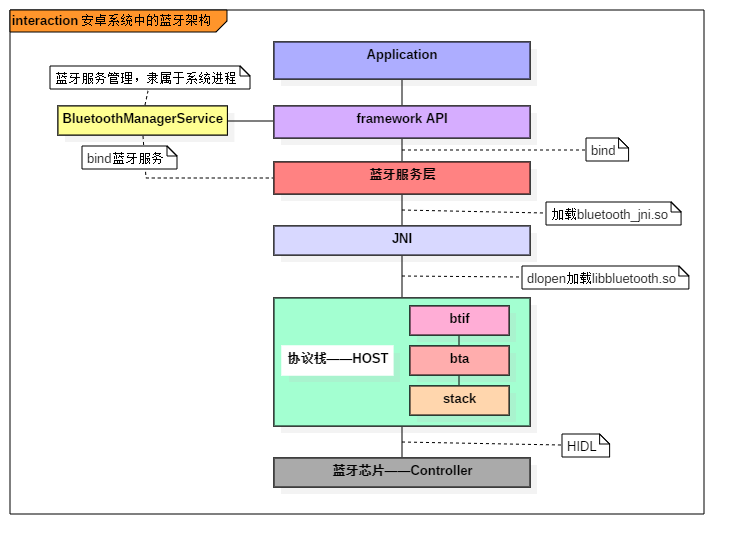 interaction 安卓系统中的蓝牙架构
Application
蓝牙服务管理，隶属于系统进程
BluetoothManagerService
framework API
bind蓝牙服务
bind
蓝牙服务层
加载bluetooth_jni.so
JNI
dlopen加载libbluetooth.so
btif
协议栈——HOST
bta
stack
HIDL
蓝牙芯片——Controller